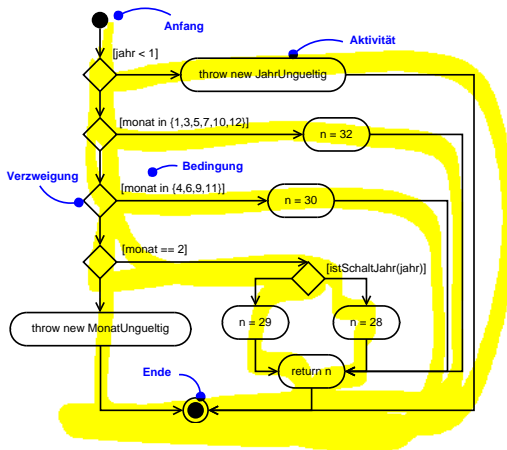 Anfang
Aktivität
[jahr < 1]
throw new JahrUngueltig
[monat in {1,3,5,7,10,12}]
n = 32
Bedingung
Verzweigung
[monat in {4,6,9,11}]
n = 30
[monat == 2]
[istSchaltJahr(jahr)]
throw new MonatUngueltig
n = 29
n = 28
Ende
return n